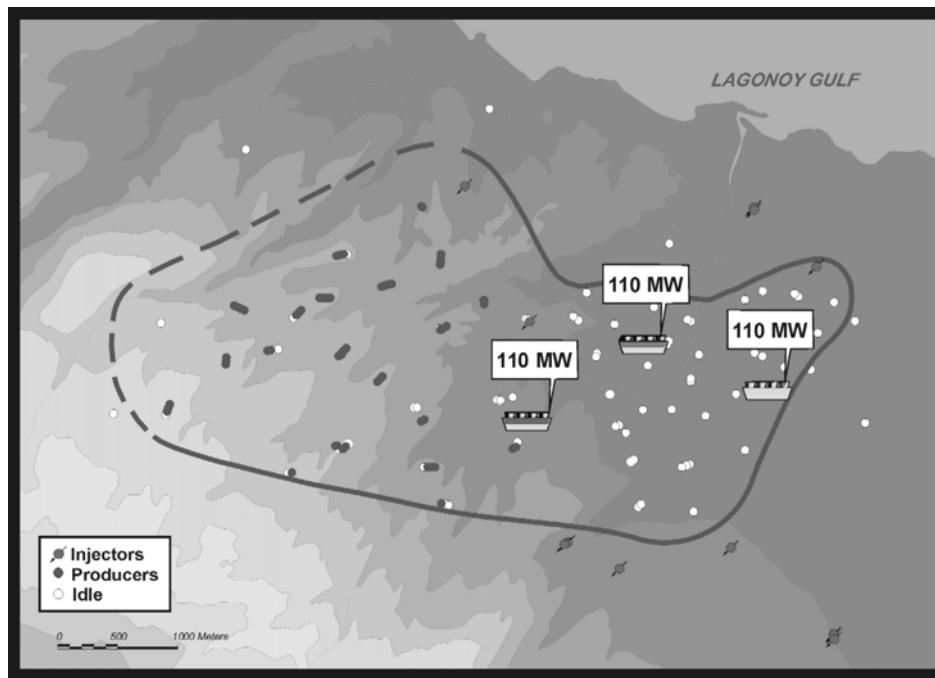 LAGONOY GULF
110 MW
110 MW
110 MW
Injectors
Producers
Idle
0 500 1000 Meters